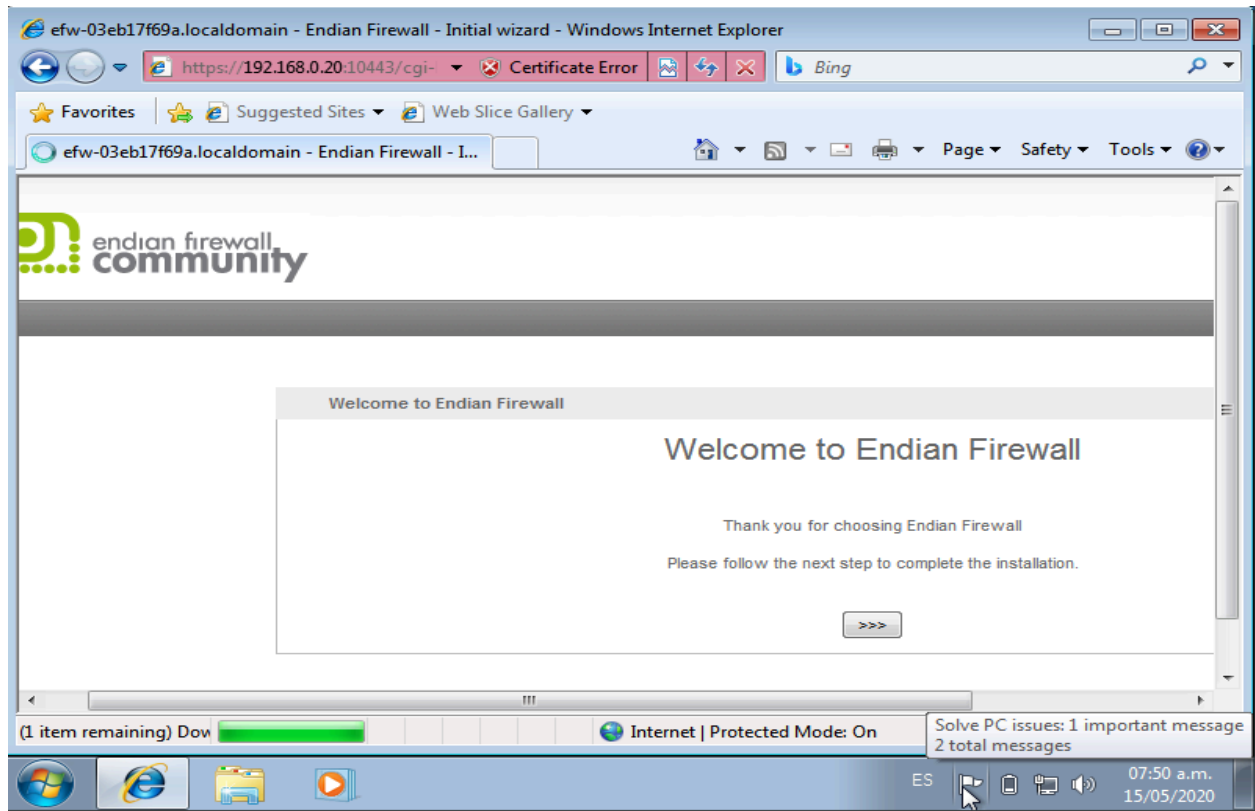 efw-03eb17f69a.localdomain - Endian Firewall - Initial wizard - Windows Internet Explorer
https://192.168.0.20:10443/cgi- Certificate Error Bing
Favorites Suggested Sites Web Slice Gallery
efw-03eb17f69a.localdomain - Endian Firewall - I... Page Safety Tools
endian firewall
community
Welcome to Endian Firewall
Welcome to Endian Firewall
Thank you for choosing Endian Firewall
Please follow the next step to complete the installation.
>>>
(1 item remaining) Dow Internet | Protected Mode: On
Solve PC issues: 1 important message
2 total messages
ES 07:50 a.m.
15/05/2020